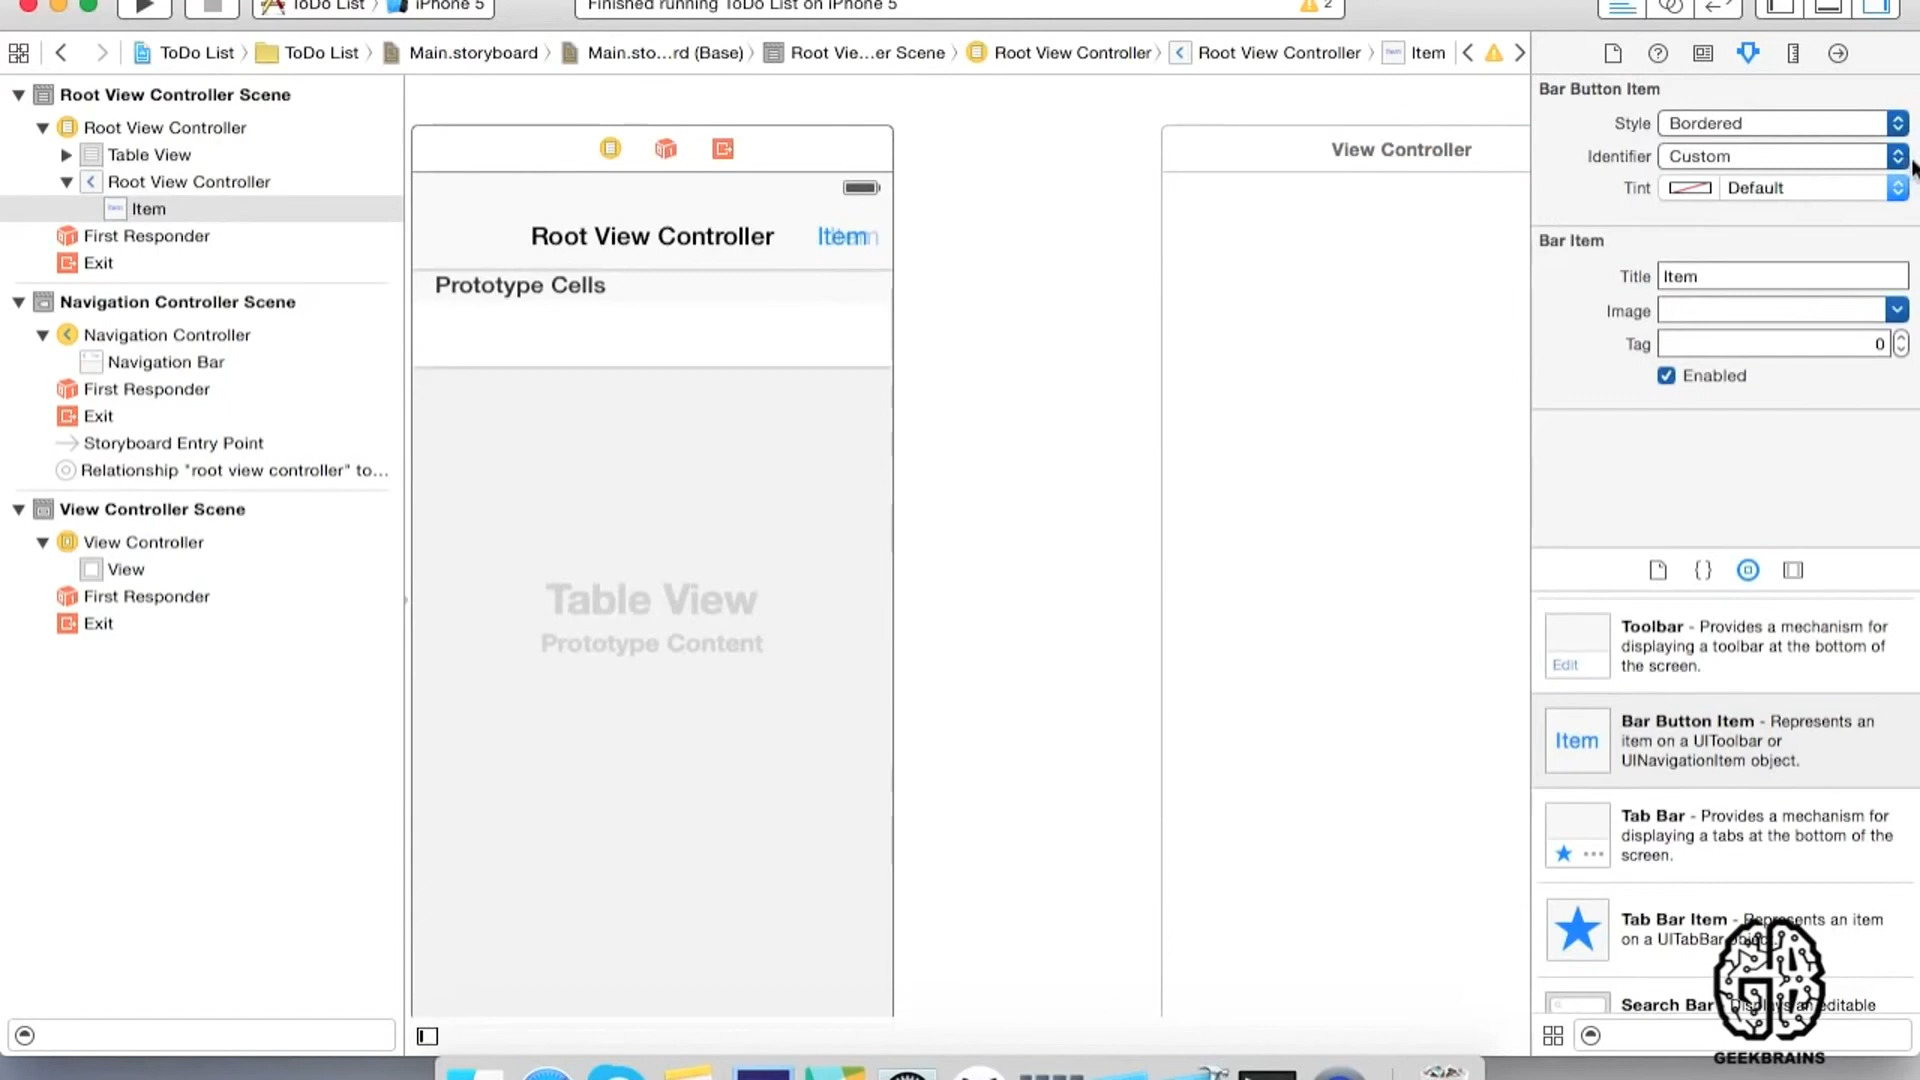 ToDo List iPhone 5 Finished running ToDo List on iPhone 5 2
ToDo List ToDo List Main.storyboard Main.sto...rd (Base) Root Vie...er Scene Root View Controller Root View Controller Item
Root View Controller Scene
Root View Controller
Table View
Root View Controller
Item
First Responder
Exit
Navigation Controller Scene
Navigation Controller
Navigation Bar
First Responder
Exit
Storyboard Entry Point
Relationship "root view controller" to...
View Controller Scene
View Controller
View
First Responder
Exit
Root View Controller
Item
Prototype Cells
Table View
Prototype Content
View Controller
Bar Button Item
Style Bordered
Identifier Custom
Tint Default
Bar Item
Title Item
Image
Tag 0
Enabled
Edit
Toolbar - Provides a mechanism for
displaying a toolbar at the bottom of
the screen.
Item
Bar Button Item - Represents an
item on a UIToolbar or
UINavigationItem object.
Tab Bar - Provides a mechanism for
displaying a tabs at the bottom of the
screen.
Tab Bar Item - Represents an item
on a UITabBar object.
Search Bar - Displays an editable
GEEKBRAINS